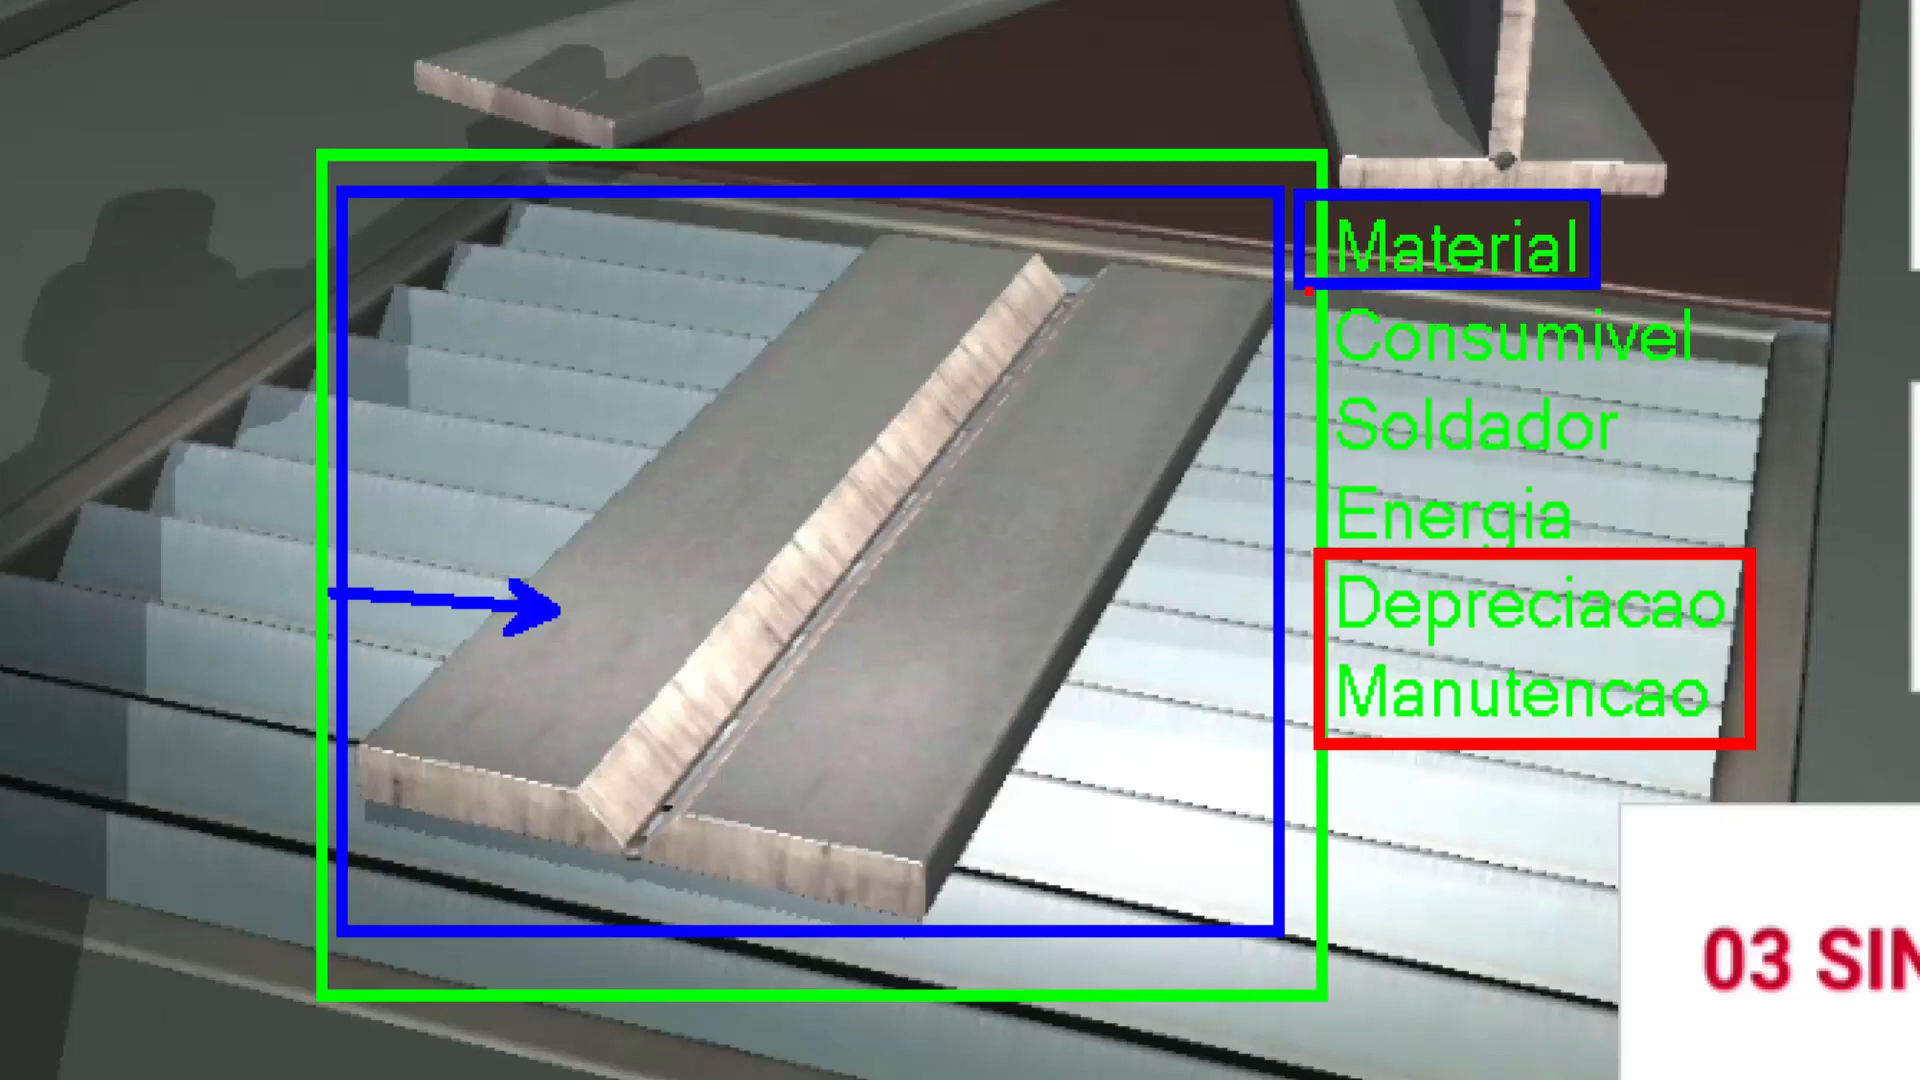 Material
Consumivel
Soldador
Energia
Depreciacao
Manutencao
03 SIN